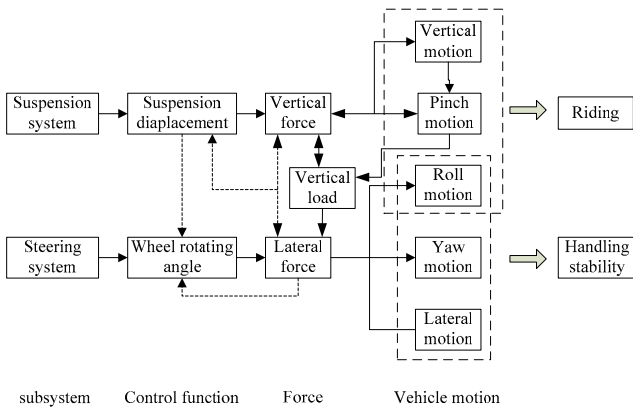 Vertical
motion
Suspension
system
Suspension
diaplacement
Vertical
force
Pinch
motion
Riding
Vertical
load
Roll
motion
Steering
system
Wheel rotating
angle
Lateral
force
Yaw
motion
Handling
stability
Lateral
motion
subsystem
Control function
Force
Vehicle motion